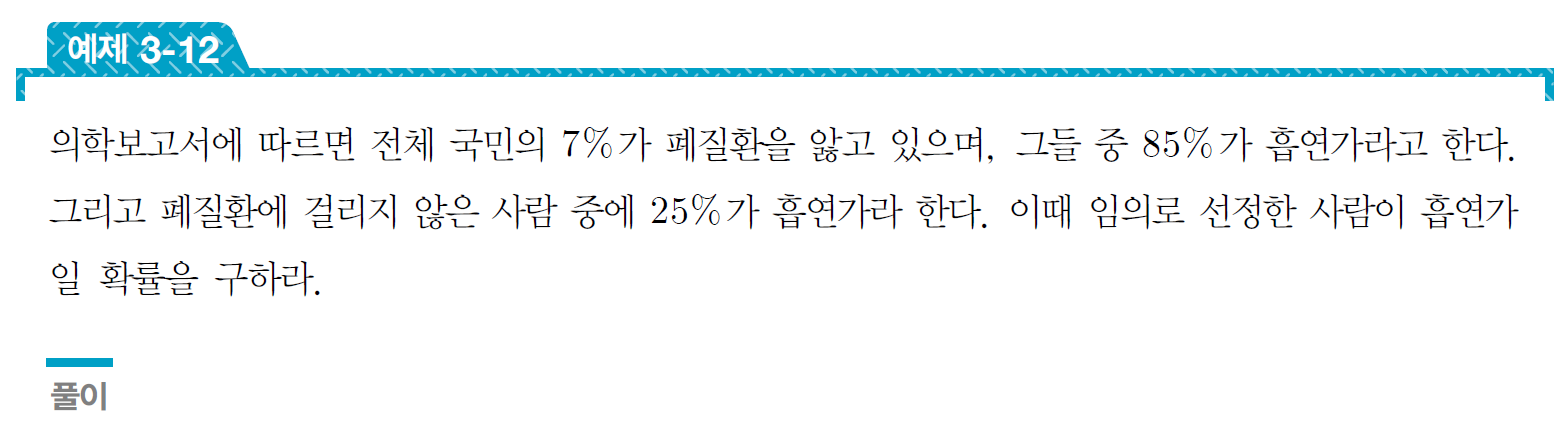 예제 3-12
의학보고서에 따르면 전체 국민의 7%가 폐질환을 앓고 있으며, 그들 중 85%가 흡연가라고 한다.
그리고 폐질환에 걸리지 않은 사람 중에 25%가 흡연가라 한다. 이때 임의로 선정한 사람이 흡연가
일 확률을 구하라.
풀이